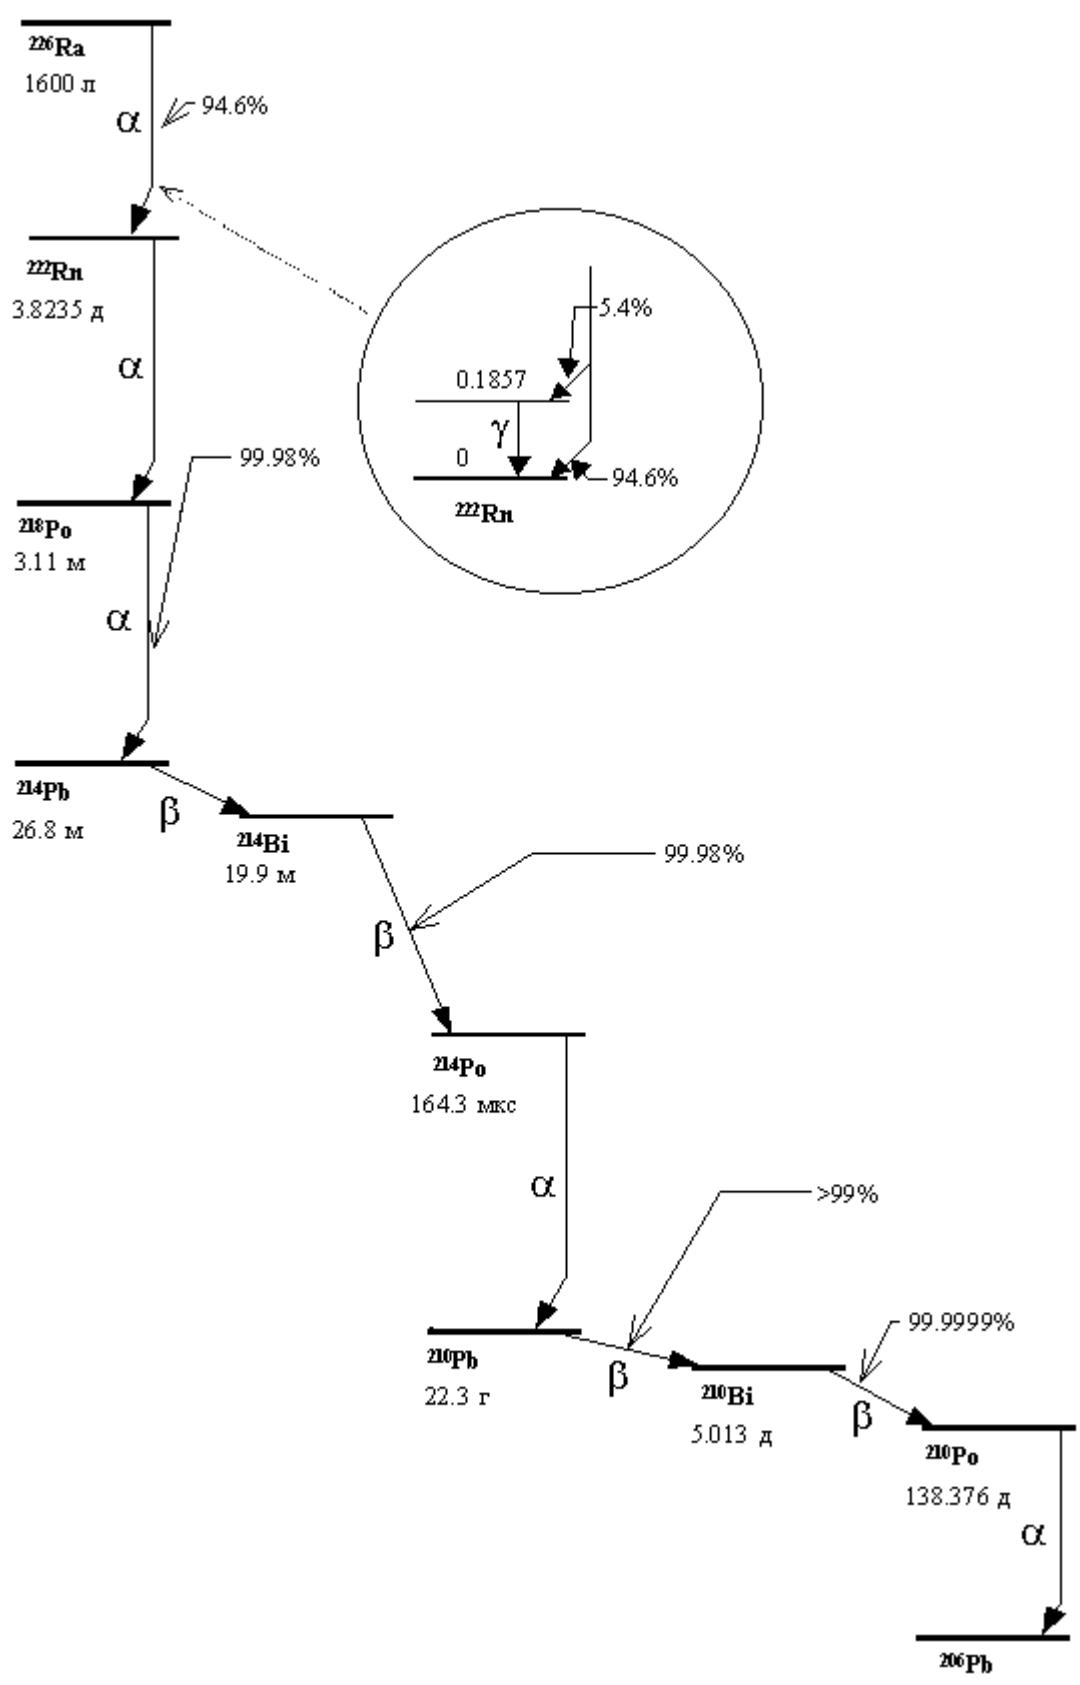 ²²⁶Ra
1600 л
α
94.6%
²²²Rn
3.8235 д
α
5.4%
0.1857
γ
0
94.6%
²²²Rn
99.98%
²¹⁸Po
3.11 м
α
²¹⁴Pb
26.8 м
β
²¹⁴Bi
19.9 м
99.98%
β
²¹⁴Po
164.3 мкс
α
>99%
²¹⁰Pb
22.3 г
β
99.9999%
²¹⁰Bi
5.013 д
β
²¹⁰Po
138.376 д
α
²⁰⁶Pb